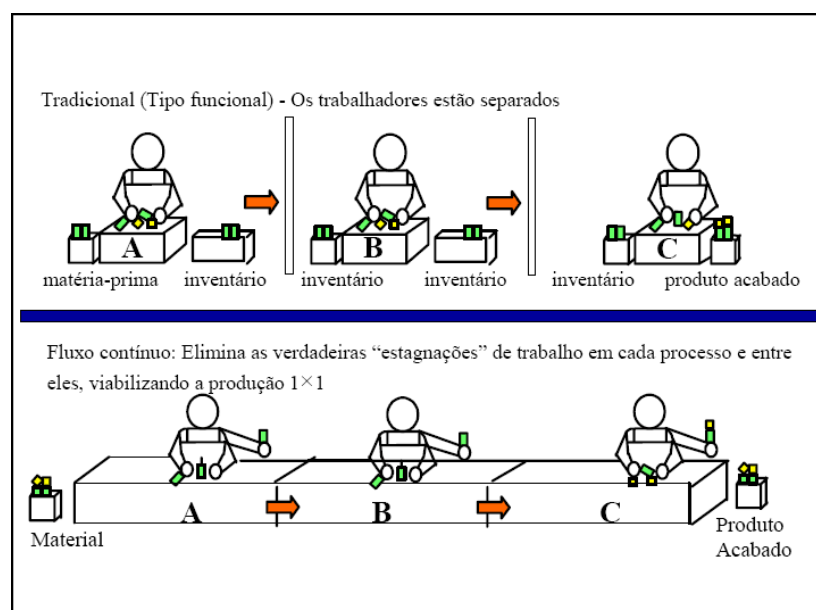 Tradicional (Tipo funcional) - Os trabalhadores estão separados
A B C
matéria-prima inventário inventário inventário inventário produto acabado
Fluxo contínuo: Elimina as verdadeiras “estagnações” de trabalho em cada processo e entre
eles, viabilizando a produção 1×1
A B C
Material
Produto
Acabado